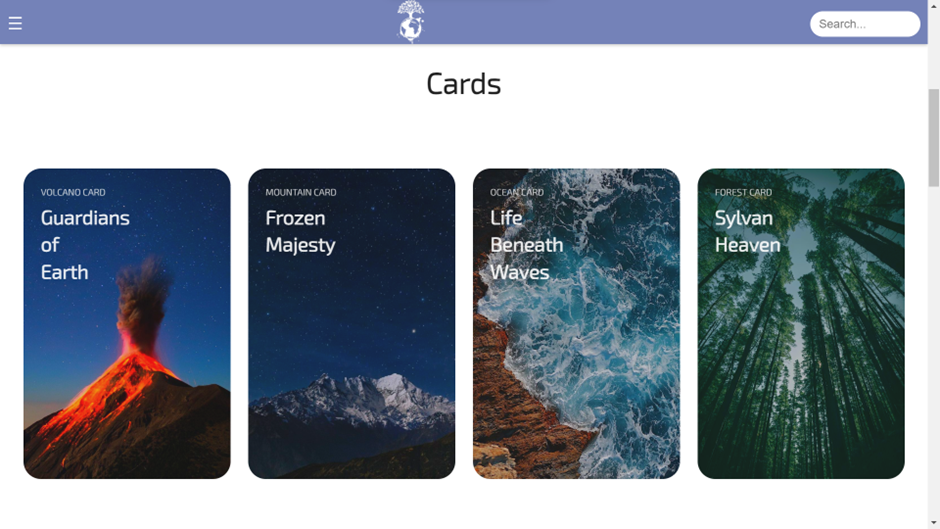 ☰
Search...
Cards
VOLCANO CARD
Guardians
of
Earth
MOUNTAIN CARD
Frozen
Majesty
OCEAN CARD
Life
Beneath
Waves
FOREST CARD
Sylvan
Heaven